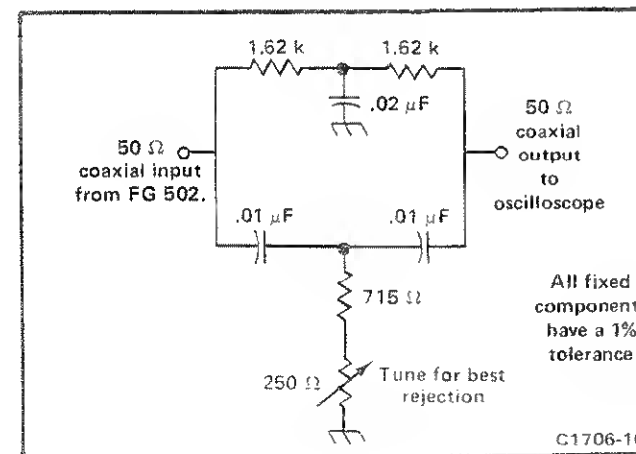 1.62 k
1.62 k
.02 µF
50 Ω
coaxial input
from FG 502.
50 Ω
coaxial
output
to
oscilloscope
.01 µF
.01 µF
715 Ω
250 Ω
Tune for best
rejection
All fixed
component
have a 1%
tolerance
C1706-1